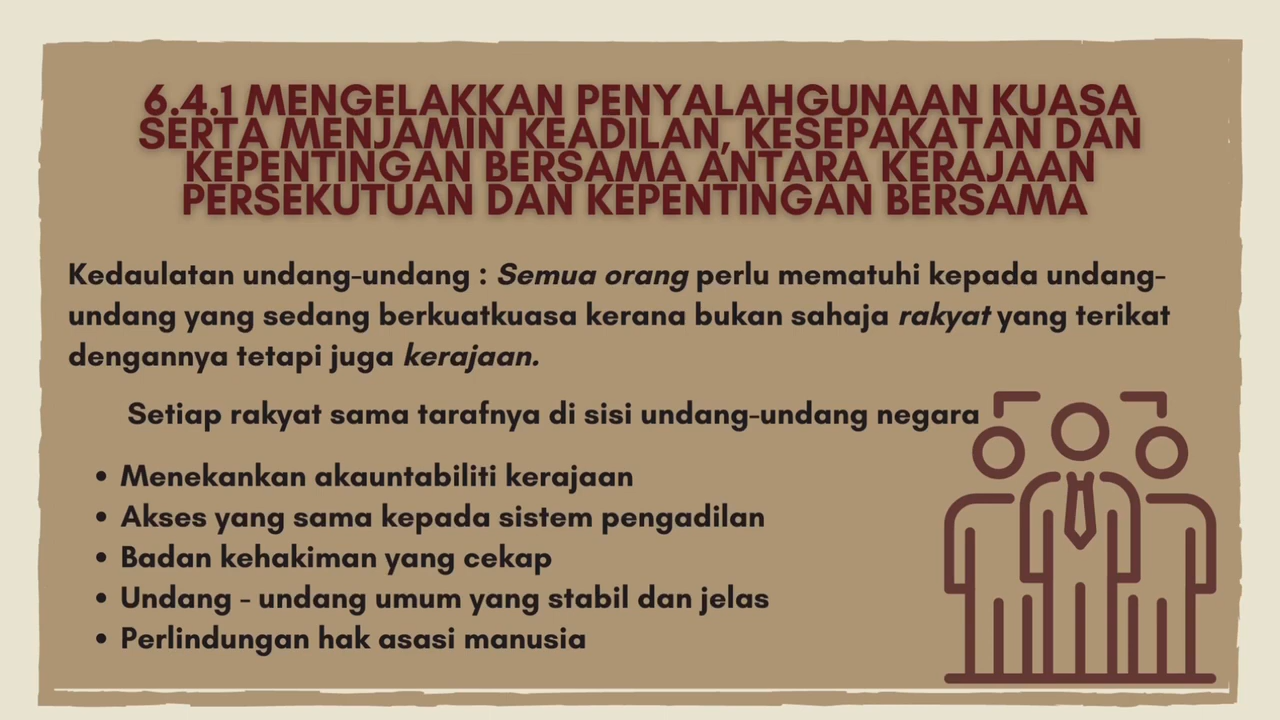 6.4.1 MENGELAKKAN PENYALAHGUNAAN KUASA
SERTA MENJAMIN KEADILAN, KESEPAKATAN DAN
KEPENTINGAN BERSAMA ANTARA KERAJAAN
PERSEKUTUAN DAN KEPENTINGAN BERSAMA
Kedaulatan undang-undang : Semua orang perlu mematuhi kepada undang-
undang yang sedang berkuatkuasa kerana bukan sahaja rakyat yang terikat
dengannya tetapi juga kerajaan.
Setiap rakyat sama tarafnya di sisi undang-undang negara
• Menekankan akauntabiliti kerajaan
• Akses yang sama kepada sistem pengadilan
• Badan kehakiman yang cekap
• Undang - undang umum yang stabil dan jelas
• Perlindungan hak asasi manusia